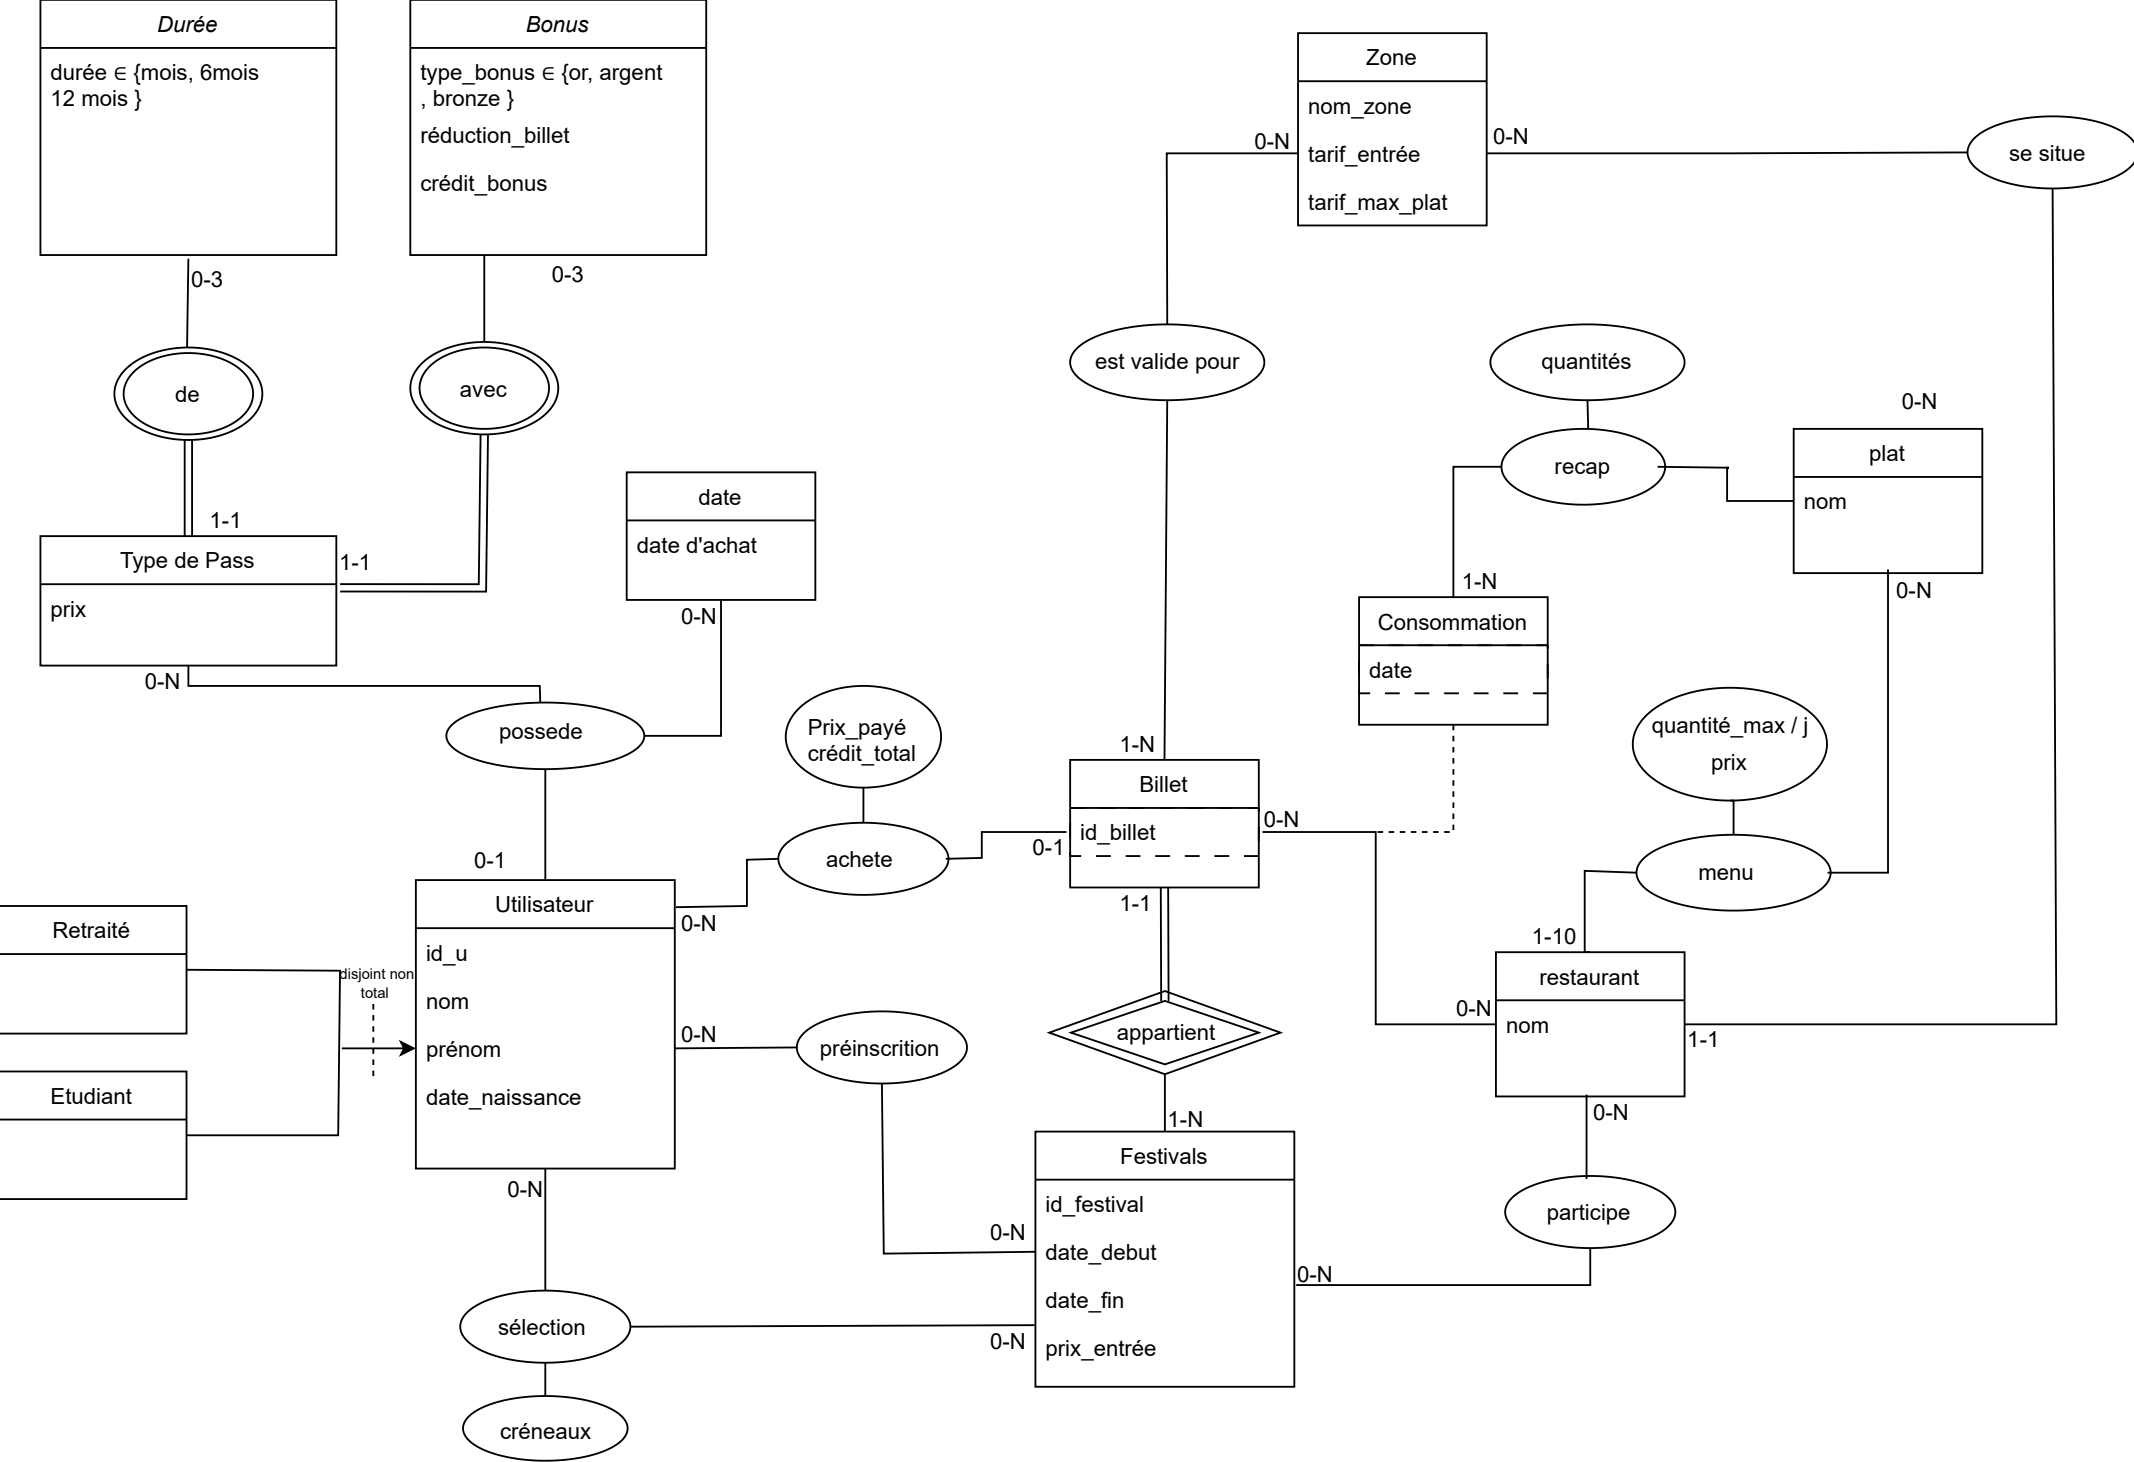 Durée
durée ∈ {mois, 6mois
12 mois }
0-3
Bonus
type_bonus ∈ {or, argent
, bronze }
réduction_billet
crédit_bonus
0-3
Zone
nom_zone
tarif_entrée
tarif_max_plat
0-N
0-N
se situe
de
avec
est valide pour
quantités
recap
0-N
plat
nom
0-N
1-1
Type de Pass
prix
1-1
0-N
date
date d'achat
0-N
possede
0-1
Prix_payé
crédit_total
achete
0-1
1-N
Consommation
date
1-N
Billet
id_billet
0-N
1-1
quantité_max / j
prix
menu
1-10
restaurant
nom
0-N
1-1
0-N
Retraité
Etudiant
disjoint non
total
Utilisateur
id_u
nom
prénom
date_naissance
0-N
0-N
0-N
préinscrition
appartient
1-N
Festivals
id_festival
date_debut
date_fin
prix_entrée
0-N
0-N
0-N
participe
sélection
créneaux